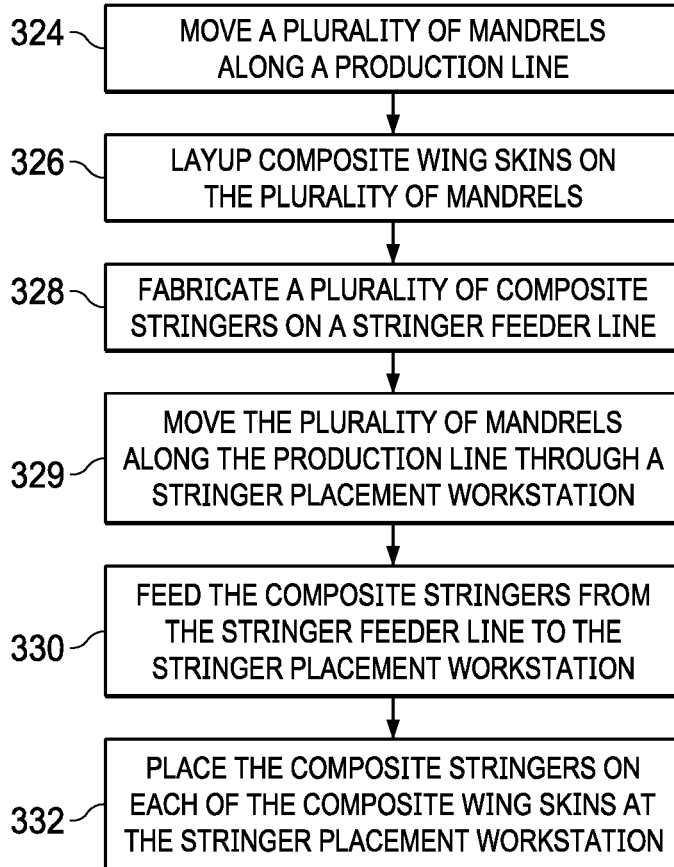 324
MOVE A PLURALITY OF MANDRELS
ALONG A PRODUCTION LINE
326
LAYUP COMPOSITE WING SKINS ON
THE PLURALITY OF MANDRELS
328
FABRICATE A PLURALITY OF COMPOSITE
STRINGERS ON A STRINGER FEEDER LINE
329
MOVE THE PLURALITY OF MANDRELS
ALONG THE PRODUCTION LINE THROUGH A
STRINGER PLACEMENT WORKSTATION
330
FEED THE COMPOSITE STRINGERS FROM
THE STRINGER FEEDER LINE TO THE
STRINGER PLACEMENT WORKSTATION
332
PLACE THE COMPOSITE STRINGERS ON
EACH OF THE COMPOSITE WING SKINS AT
THE STRINGER PLACEMENT WORKSTATION